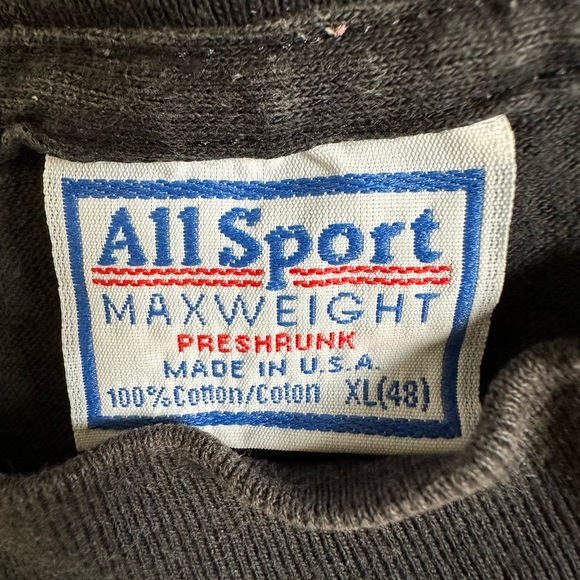 All Sport
MAXWEIGHT
PRESHRUNK
MADE IN U.S.A.
100% Cotton/Coton XL(48)